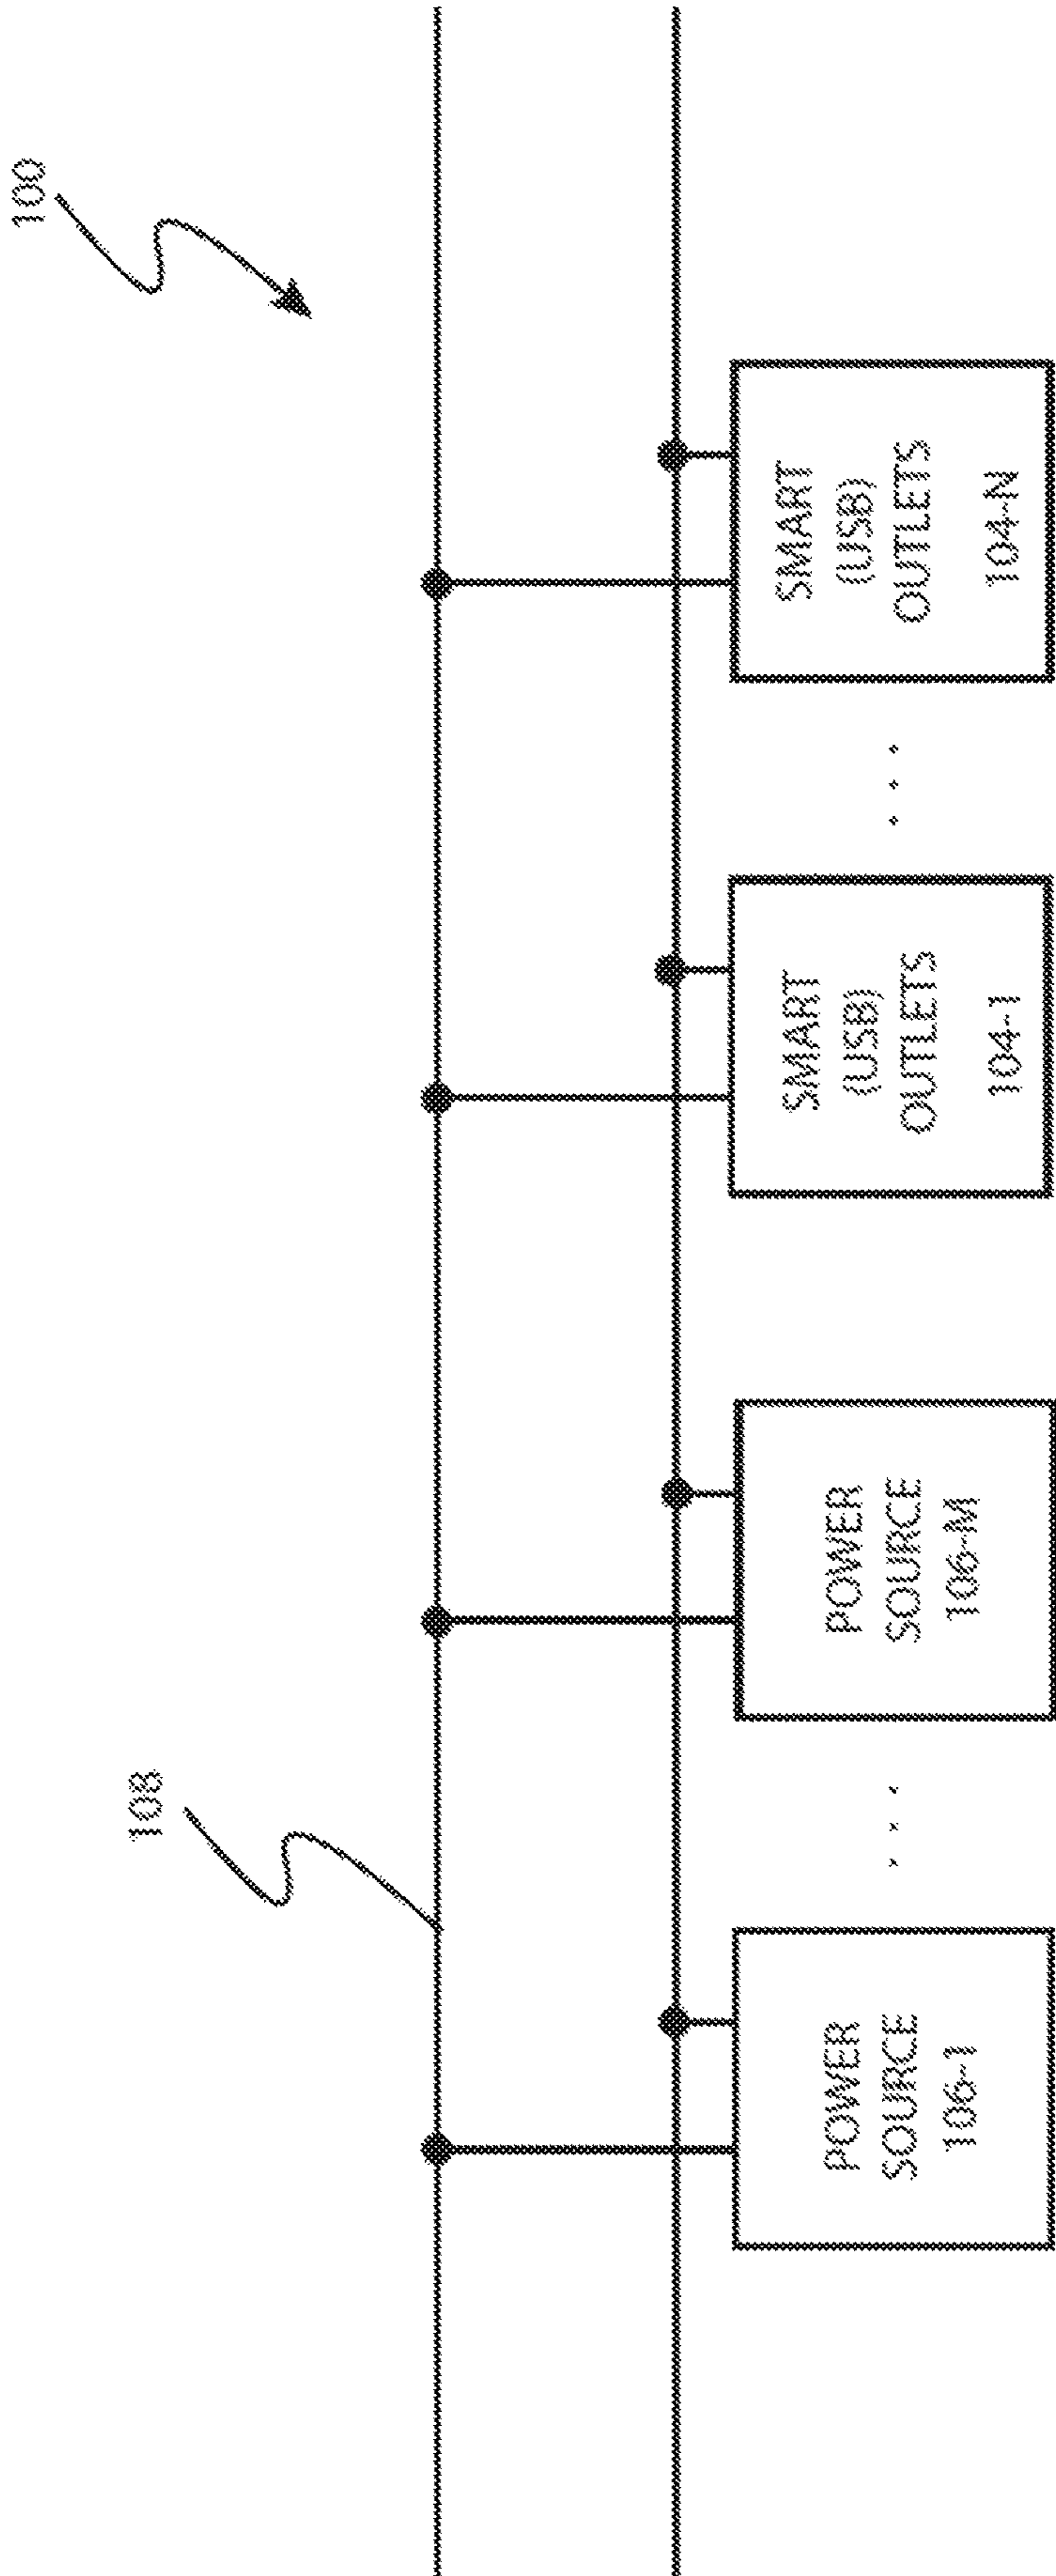 100
108
POWER
SOURCE
106-1
. . .
POWER
SOURCE
106-M
SMART
(USB)
OUTLETS
104-1
. . .
SMART
(USB)
OUTLETS
104-N